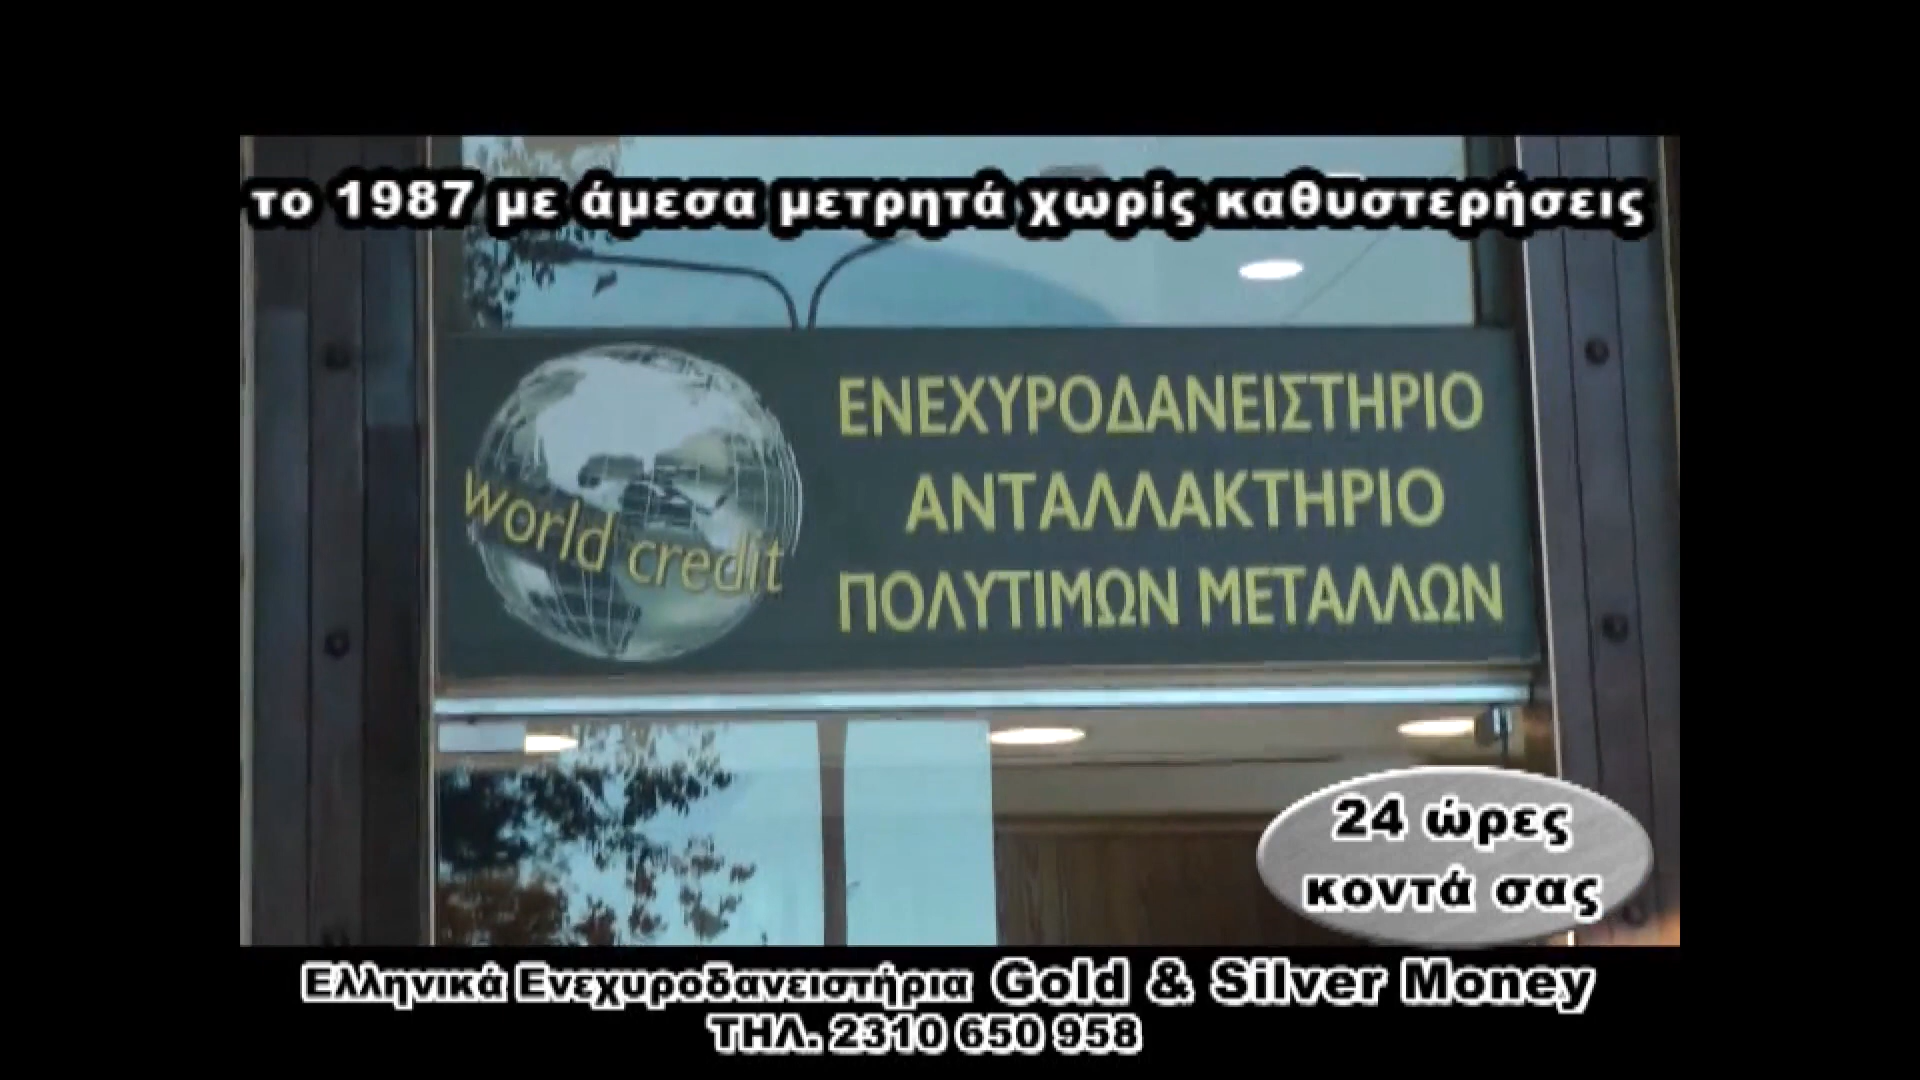 το 1987 με άμεσα μετρητά χωρίς καθυστερήσεις
world credit
ΕΝΕΧΥΡΟΔΑΝΕΙΣΤΗΡΙΟ
ΑΝΤΑΛΛΑΚΤΗΡΙΟ
ΠΟΛΥΤΙΜΩΝ ΜΕΤΑΛΛΩΝ
24 ώρες
κοντά σας
Ελληνικά Ενεχυροδανειστήρια Gold & Silver Money
ΤΗΛ. 2310 650 958